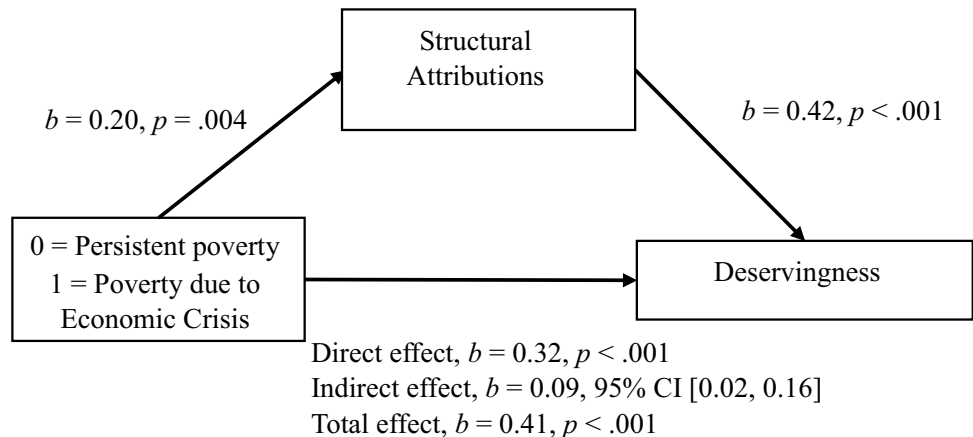 Structural
Attributions
b = 0.20, p = .004
b = 0.42, p < .001
0 = Persistent poverty
1 = Poverty due to
Economic Crisis
Deservingness
Direct effect, b = 0.32, p < .001
Indirect effect, b = 0.09, 95% CI [0.02, 0.16]
Total effect, b = 0.41, p < .001